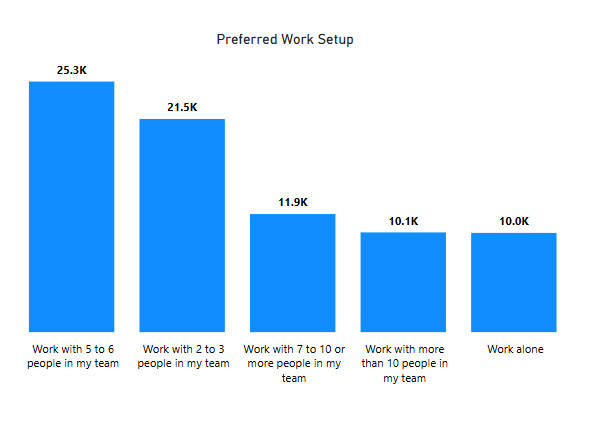 Preferred Work Setup
25.3K
21.5K
11.9K
10.1K
10.0K
Work with 5 to 6
people in my team
Work with 2 to 3
people in my team
Work with 7 to 10 or
more people in my
team
Work with more
than 10 people in
my team
Work alone